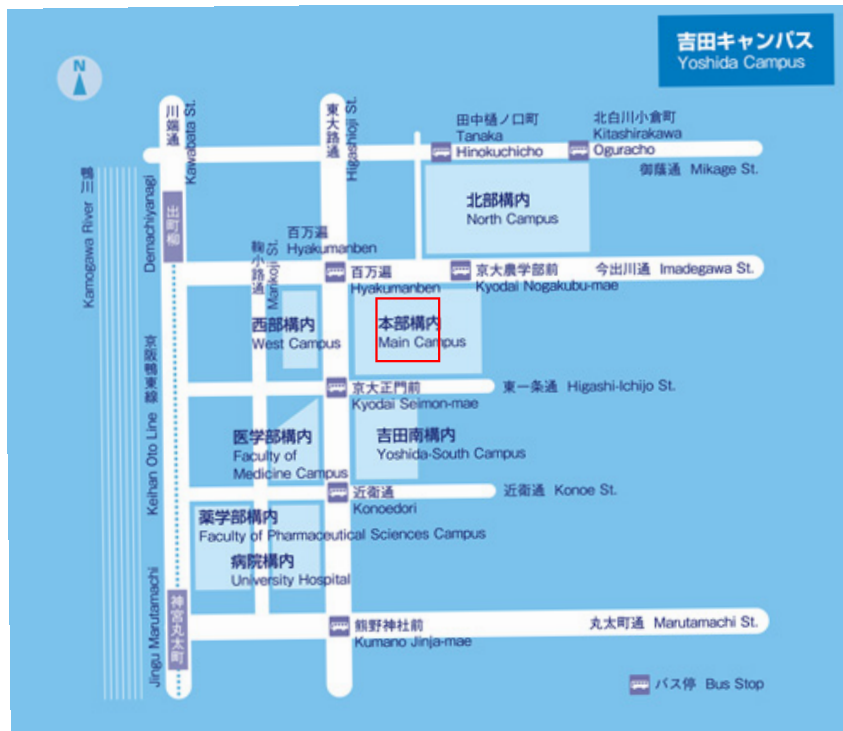 吉田キャンパス
Yoshida Campus
N
川端通
Kawabata St.
東大路通
Higashioji St.
田中樋ノ口町
Tanaka
Hinokuchicho
北白川小倉町
Kitashirakawa
Oguracho
御蔭通 Mikage St.
鴨川
Kamogawa River
出町柳
Demachiyanagi
北部構内
North Campus
百万遍
Hyakumanben
鞠小路通
Marikoji St.
百万遍
Hyakumanben
京大農学部前
Kyodai Nogakubu-mae
今出川通 Imadegawa St.
西部構内
West Campus
本部構内
Main Campus
京阪鴨東線
Keihan Oto Line
京大正門前
Kyodai Seimon-mae
東一条通 Higashi-Ichijo St.
医学部構内
Faculty of
Medicine Campus
吉田南構内
Yoshida-South Campus
近衛通
Konoedori
近衛通 Konoe St.
薬学部構内
Faculty of Pharmaceutical Sciences Campus
病院構内
University Hospital
神宮丸太町
Jingu Marutamachi
熊野神社前
Kumano Jinja-mae
丸太町通 Marutamachi St.
バス停 Bus Stop